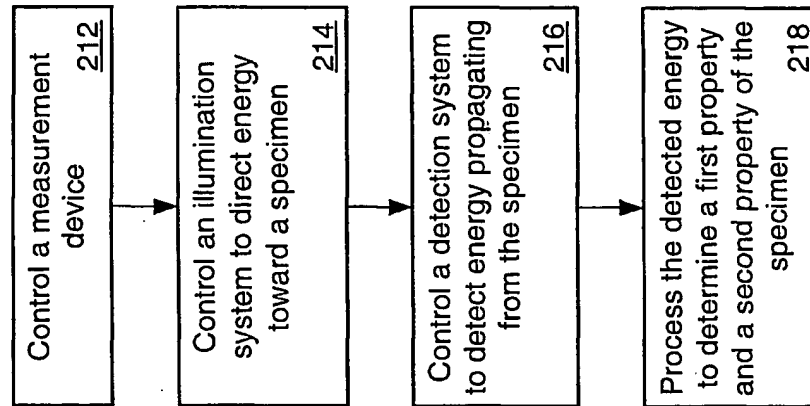 Control a measurement
device
212
Control an illumination
system to direct energy
toward a specimen
214
Control a detection system
to detect energy propagating
from the specimen
216
Process the detected energy
to determine a first property
and a second property of the
specimen
218